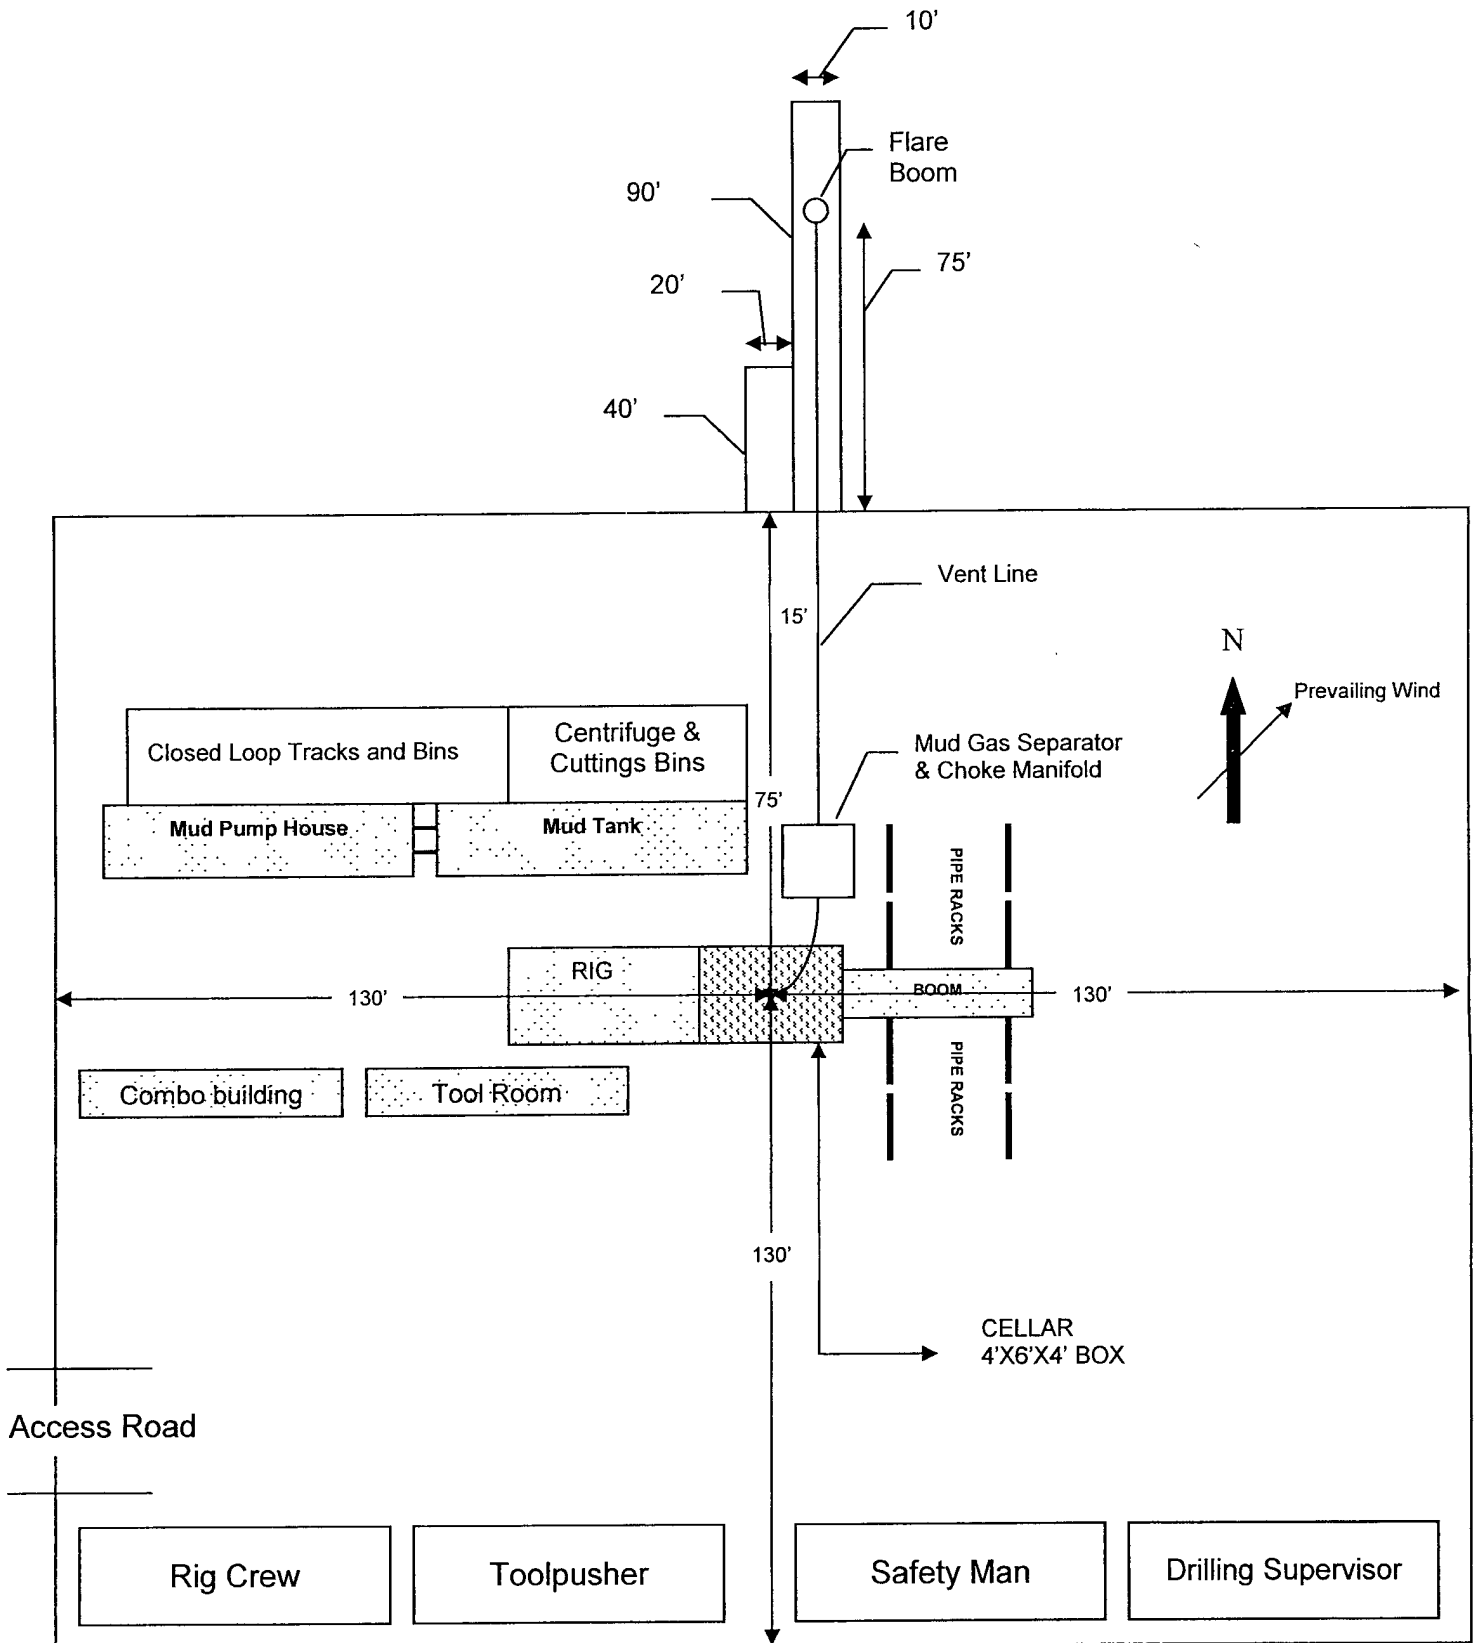 10'
Flare
Boom
90'
75'
20'
40'
Vent Line
15'
N
Prevailing Wind
Closed Loop Tracks and Bins
Centrifuge &
Cuttings Bins
Mud Gas Separator
& Choke Manifold
75'
Mud Pump House
Mud Tank
PIPE RACKS
RIG
BOOM
130'
130'
PIPE RACKS
Combo building
Tool Room
130'
CELLAR
4'X6'X4' BOX
Access Road
Rig Crew
Toolpusher
Safety Man
Drilling Supervisor